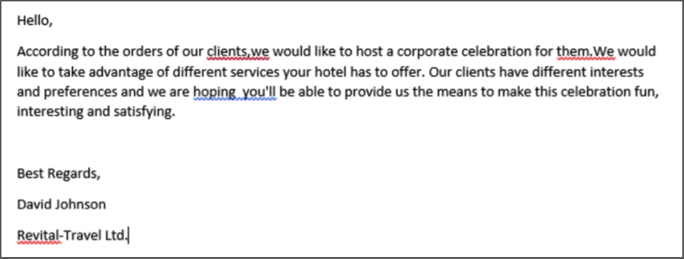 Hello,
According to the orders of our clients,we would like to host a corporate celebration for them.We would
like to take advantage of different services your hotel has to offer. Our clients have different interests
and preferences and we are hoping  you'll be able to provide us the means to make this celebration fun,
interesting and satisfying.
Best Regards,
David Johnson
Revital-Travel Ltd.